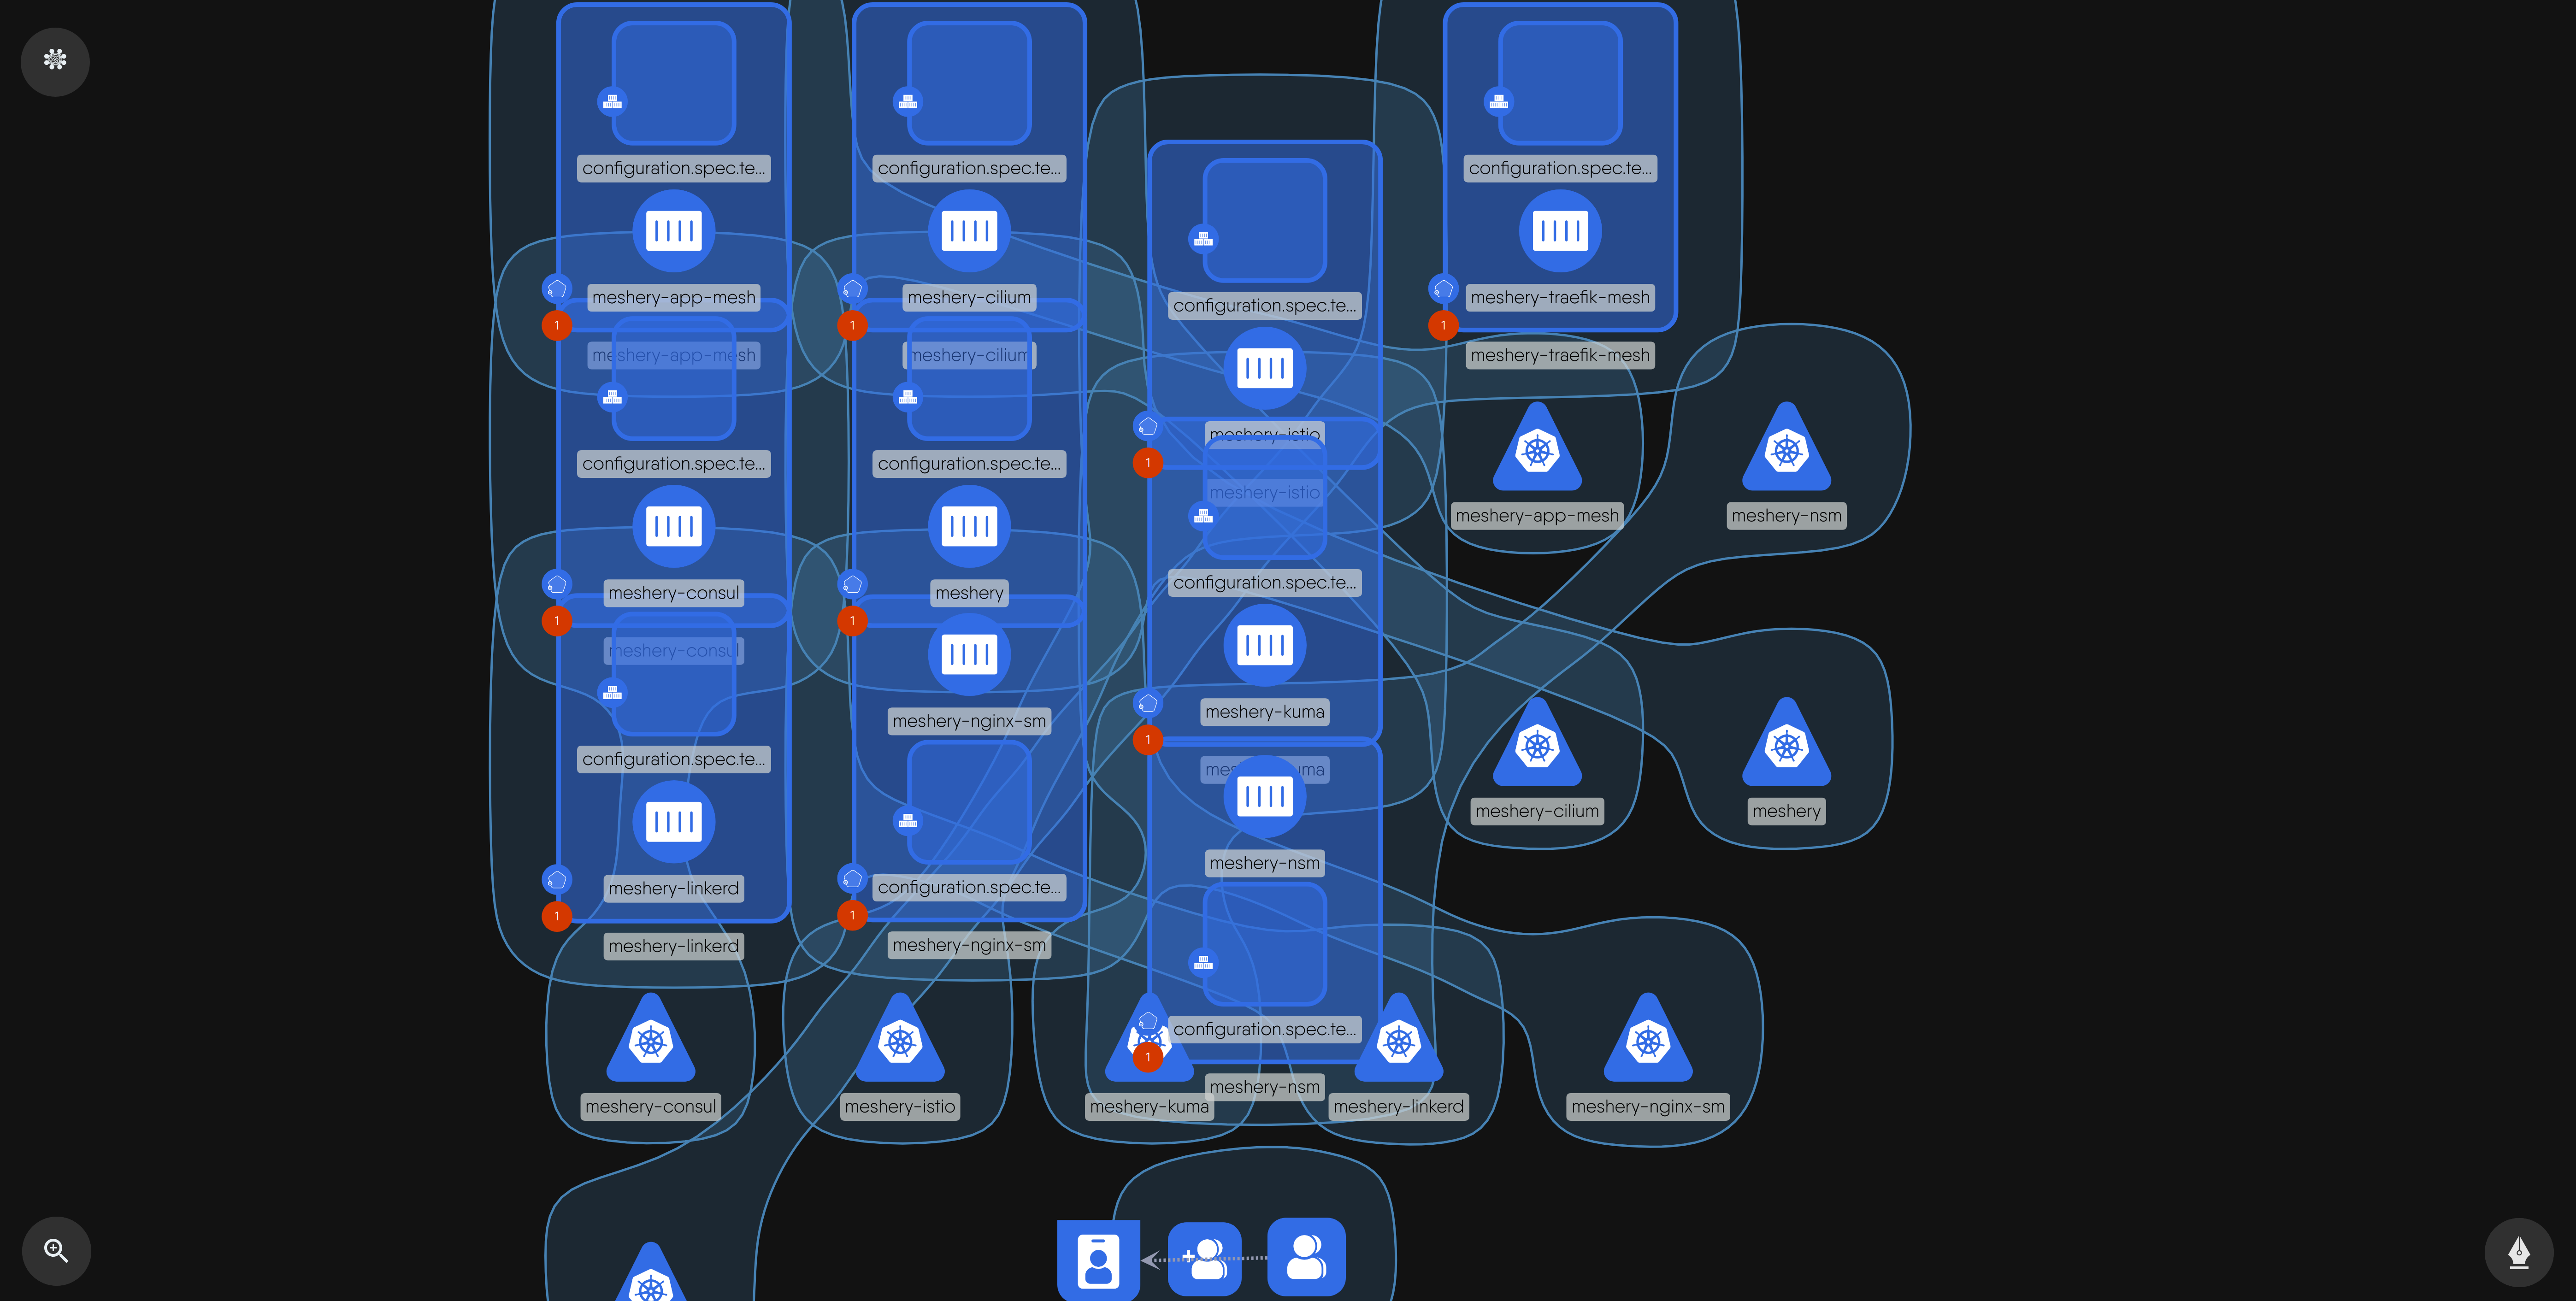 configuration.spec.te...
configuration.spec.te...
configuration.spec.te...
meshery-app-mesh
meshery-cilium
configuration.spec.te...
meshery-traefik-mesh
1
1
1
meshery-app-mesh
meshery-cilium
meshery-traefik-mesh
meshery-istio
configuration.spec.te...
configuration.spec.te...
1
meshery-istio
meshery-app-mesh
meshery-nsm
configuration.spec.te...
meshery-consul
meshery
1
1
meshery-consul
meshery-kuma
meshery-nginx-sm
1
configuration.spec.te...
meshery-cilium
meshery
meshery-nsm
meshery-linkerd
configuration.spec.te...
1
1
meshery-linkerd
meshery-nginx-sm
configuration.spec.te...
1
meshery-nsm
meshery-consul
meshery-istio
meshery-kuma
meshery-linkerd
meshery-nginx-sm